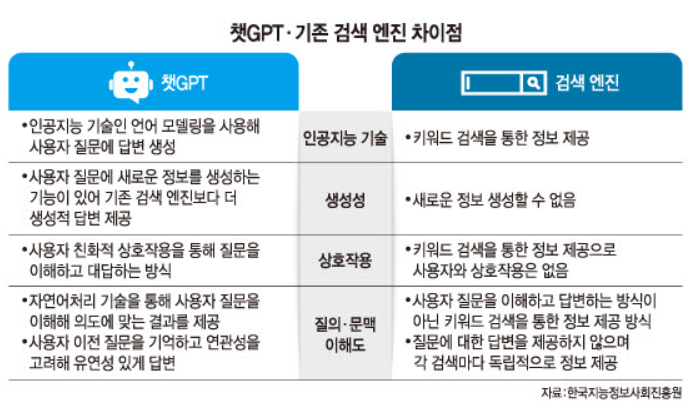 챗GPT·기존 검색 엔진 차이점
챗GPT
검색 엔진
•인공지능 기술인 언어 모델링을 사용해
사용자 질문에 답변 생성
인공지능 기술
•키워드 검색을 통한 정보 제공
•사용자 질문에 새로운 정보를 생성하는
기능이 있어 기존 검색 엔진보다 더
생성적 답변 제공
생성성
•새로운 정보 생성할 수 없음
•사용자 친화적 상호작용을 통해 질문을
이해하고 대답하는 방식
상호작용
•키워드 검색을 통한 정보 제공으로
사용자와 상호작용은 없음
•자연어처리 기술을 통해 사용자 질문을
이해해 의도에 맞는 결과를 제공
•사용자 이전 질문을 기억하고 연관성을
고려해 유연성 있게 답변
질의·문맥
이해도
•사용자 질문을 이해하고 답변하는 방식이
아닌 키워드 검색을 통한 정보 제공 방식
•질문에 대한 답변을 제공하지 않으며
각 검색마다 독립적으로 정보 제공
자료:한국지능정보사회진흥원